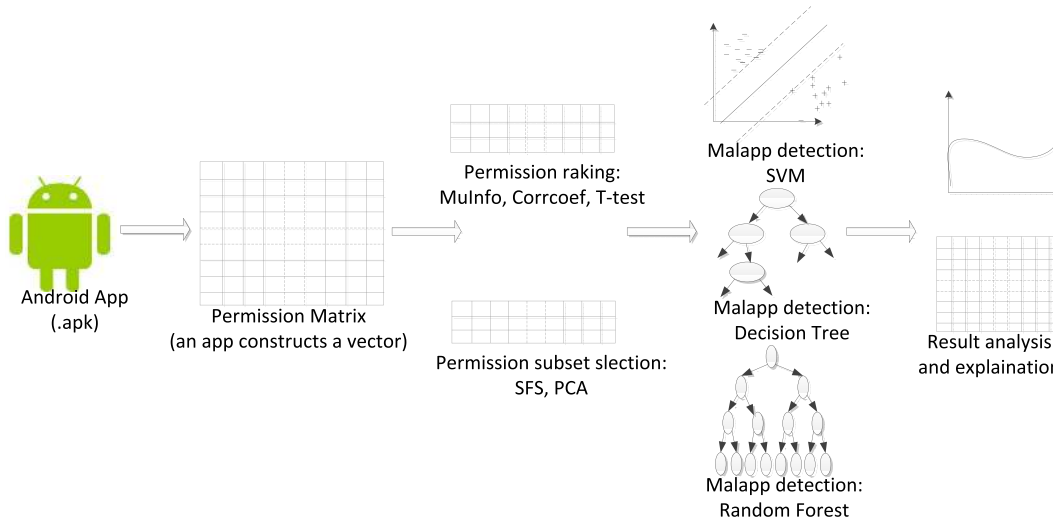 Android App
(.apk)
Permission Matrix
(an app constructs a vector)
Permission raking:
MuInfo, Corrcoef, T-test
Permission subset slection:
SFS, PCA
Malapp detection:
SVM
Malapp detection:
Decision Tree
Malapp detection:
Random Forest
Result analysis
and explaination